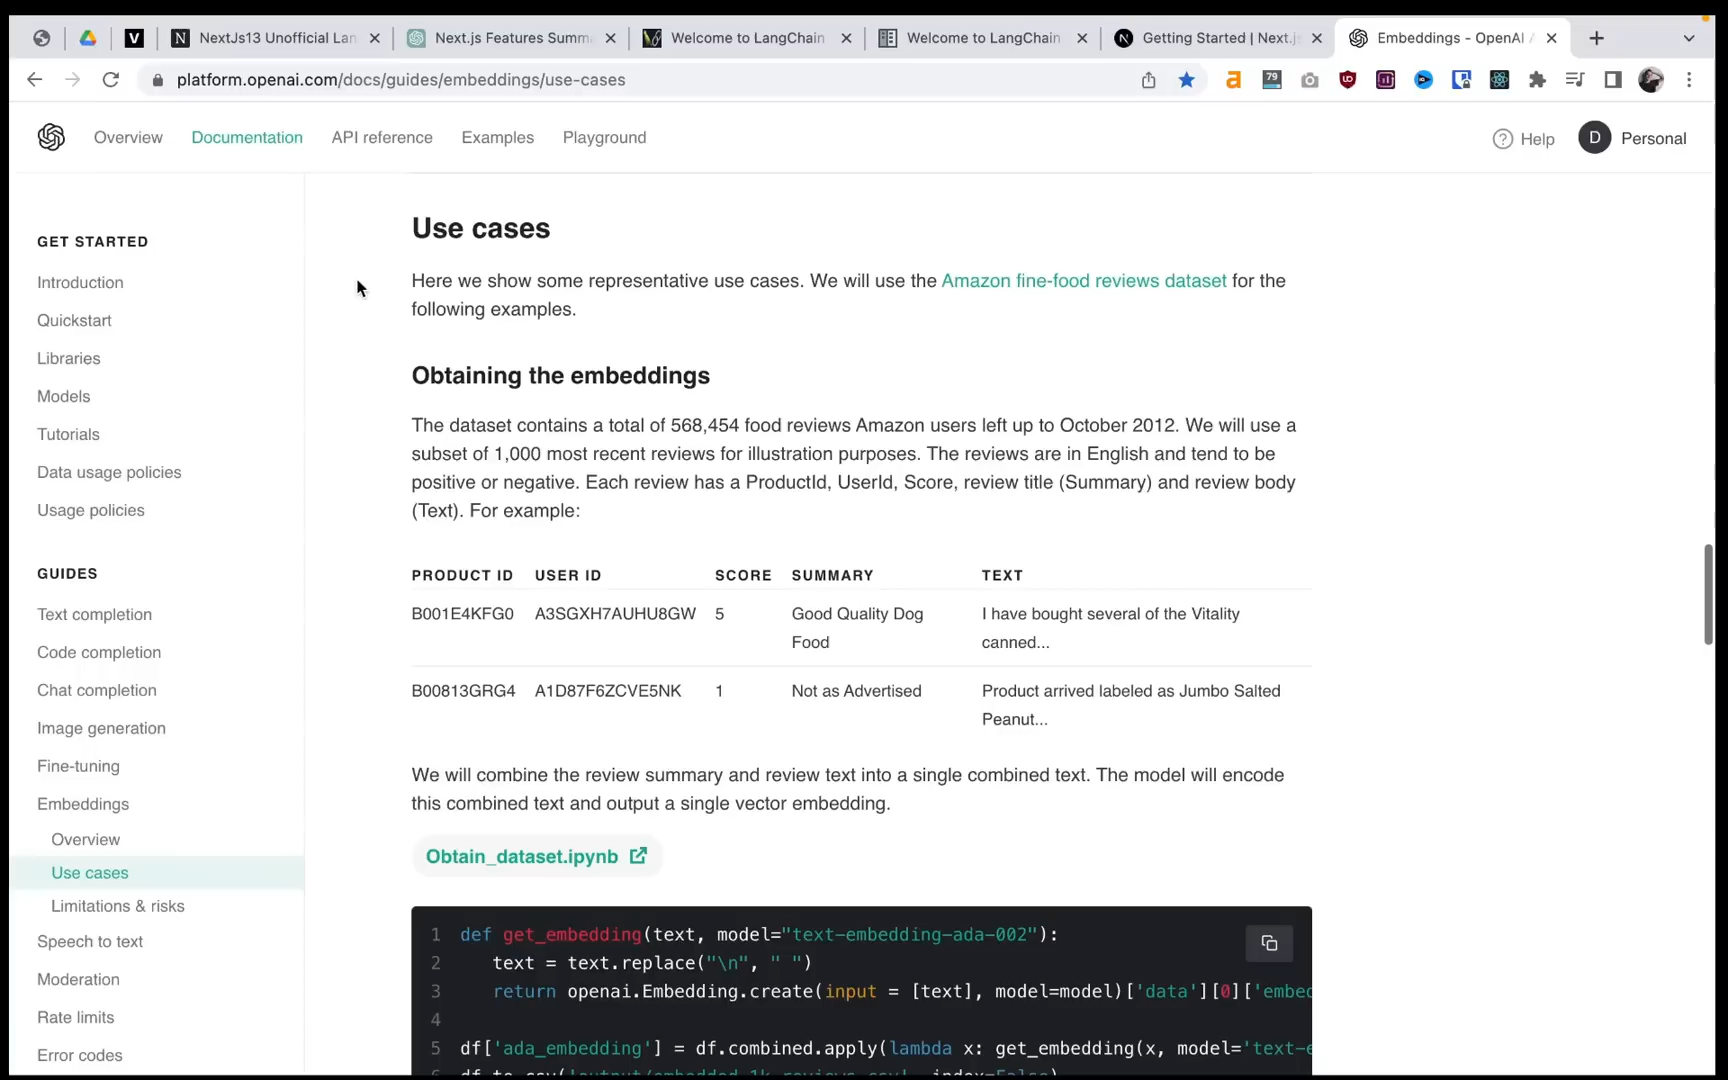 V
N NextJs13 Unofficial Lan
Next.js Features Summ
Welcome to LangChain
Welcome to LangChain
N Getting Started | Next.js
Embeddings - OpenAI A
platform.openai.com/docs/guides/embeddings/use-cases
a
79
Overview
Documentation
API reference
Examples
Playground
? Help
D Personal
GET STARTED
Introduction
Quickstart
Libraries
Models
Tutorials
Data usage policies
Usage policies
GUIDES
Text completion
Code completion
Chat completion
Image generation
Fine-tuning
Embeddings
Overview
Use cases
Limitations & risks
Speech to text
Moderation
Rate limits
Error codes
Use cases
Here we show some representative use cases. We will use the Amazon fine-food reviews dataset for the
following examples.
Obtaining the embeddings
The dataset contains a total of 568,454 food reviews Amazon users left up to October 2012. We will use a
subset of 1,000 most recent reviews for illustration purposes. The reviews are in English and tend to be
positive or negative. Each review has a ProductId, UserId, Score, review title (Summary) and review body
(Text). For example:
PRODUCT ID USER ID SCORE SUMMARY TEXT
B001E4KFG0 A3SGXH7AUHU8GW 5 Good Quality Dog I have bought several of the Vitality
Food canned...
B00813GRG4 A1D87F6ZCVE5NK 1 Not as Advertised Product arrived labeled as Jumbo Salted
Peanut...
We will combine the review summary and review text into a single combined text. The model will encode
this combined text and output a single vector embedding.
Obtain_dataset.ipynb
1 def get_embedding(text, model="text-embedding-ada-002"):
2 text = text.replace("\n", " ")
3 return openai.Embedding.create(input = [text], model=model)['data'][0]['embed
4
5 df['ada_embedding'] = df.combined.apply(lambda x: get_embedding(x, model='text-e
6 df.to_csv('output/embedded_1k_reviews.csv', index=False)